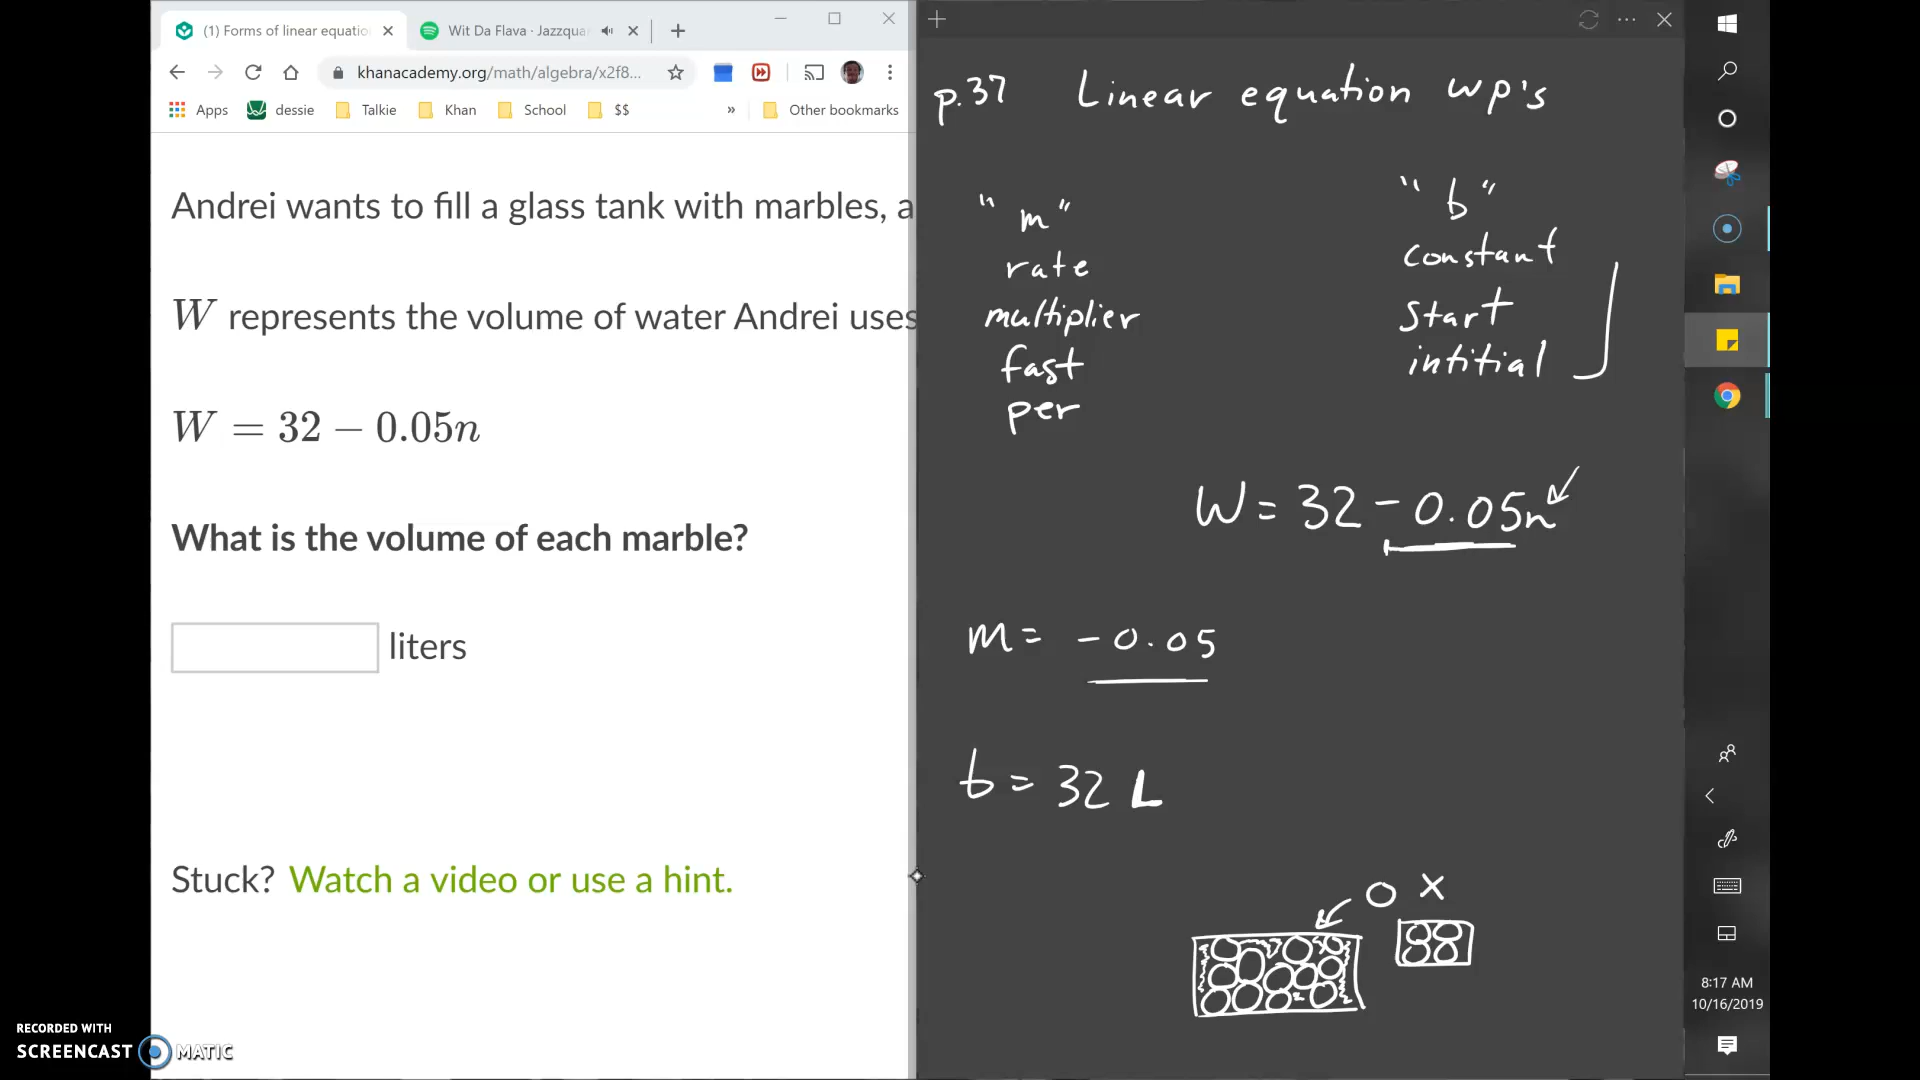 (1) Forms of linear equatio
Wit Da Flava · Jazzqua
khanacademy.org/math/algebra/x2f8...
Apps
dessie
Talkie
Khan
School
$$
»
Other bookmarks
Andrei wants to fill a glass tank with marbles, a
W represents the volume of water Andrei uses
W = 32 − 0.05n
What is the volume of each marble?
liters
Stuck? Watch a video or use a hint.
p.37 Linear equation wp's
"m"
rate
multiplier
fast
per
"b"
constant
start
intitial
W = 32 - 0.05n
m = -0.05
b = 32 L
O X
8:17 AM
10/16/2019
RECORDED WITH
SCREENCAST MATIC